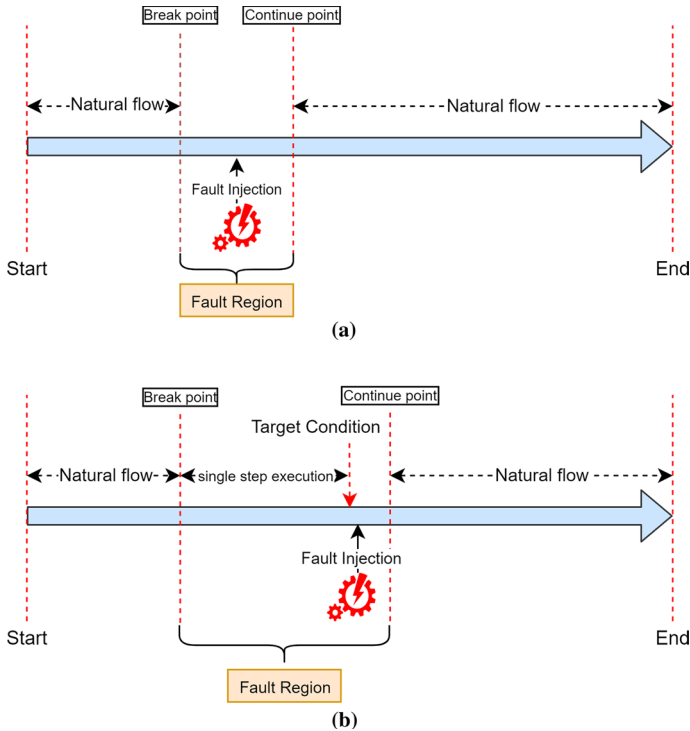 Break point
Continue point
Natural flow
Natural flow
Fault Injection
Start
End
Fault Region
(a)
Break point
Continue point
Target Condition
Natural flow
single step execution
Natural flow
Fault Injection
Start
End
Fault Region
(b)